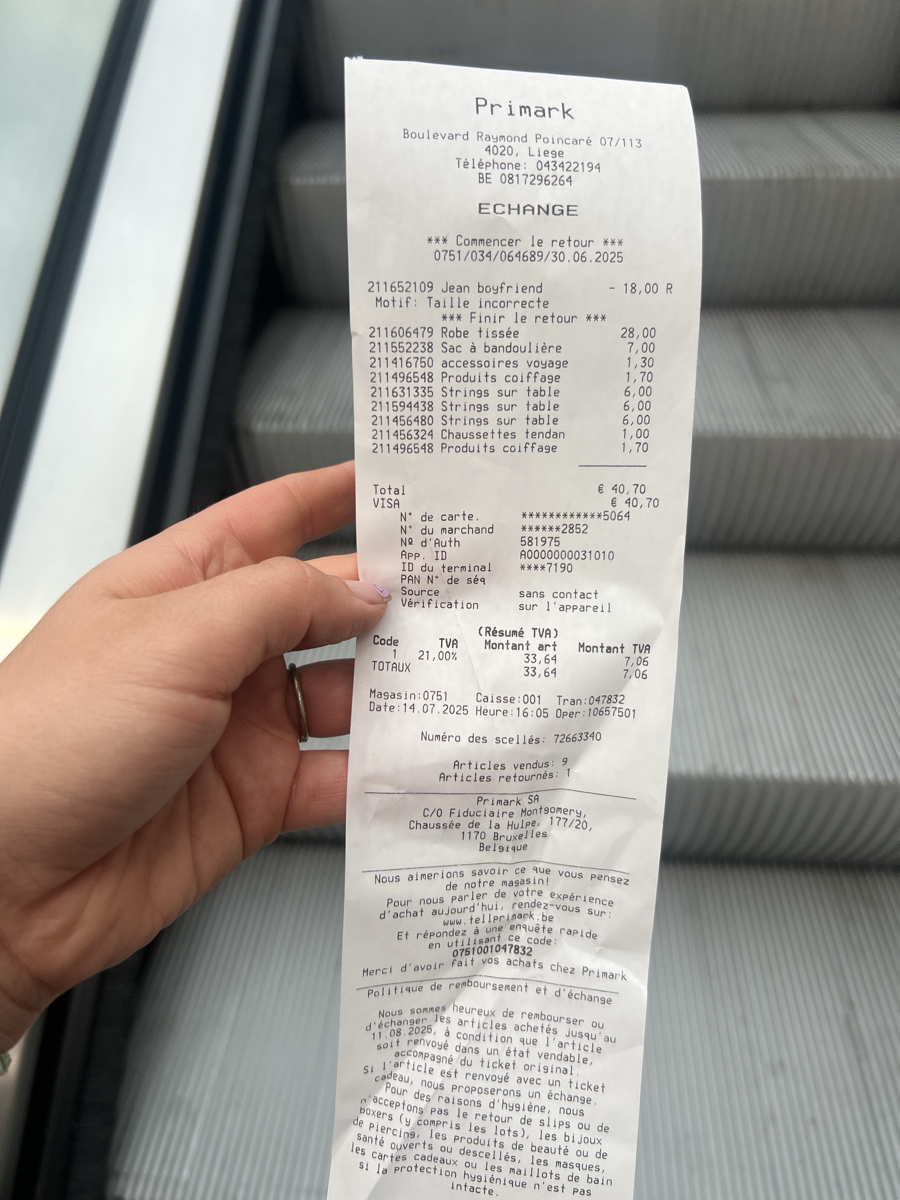 Primark
Boulevard Raymond Poincaré 07/113
4020, Liege
Téléphone: 043422194
BE 0817296264
ECHANGE
*** Commencer le retour ***
0751/034/064689/30.06.2025
211652109 Jean boyfriend - 18,00 R
Motif: Taille incorrecte
*** Finir le retour ***
211606479 Robe tissée 28,00
211552238 Sac à bandoulière 7,00
211416750 accessoires voyage 1,30
211496548 Produits coiffage 1,70
211631335 Strings sur table 6,00
211594438 Strings sur table 6,00
211456480 Strings sur table 6,00
211456324 Chaussettes tendan 1,00
211496548 Produits coiffage 1,70
Total € 40,70
VISA € 40,70
N° de carte. ************5064
N° du marchand ******2852
Nº d'Auth 581975
App. ID A0000000031010
ID du terminal ****7190
PAN N° de séq
Source sans contact
Vérification sur l'appareil
(Résumé TVA)
Code TVA Montant art Montant TVA
1 21,00% 33,64 7,06
TOTAUX 33,64 7,06
Magasin:0751 Caisse:001 Tran:047832
Date:14.07.2025 Heure:16:05 Oper:10657501
Numéro des scellés: 72663340
Articles vendus: 9
Articles retournés: 1
Primark SA
C/O Fiduciaire Montgomery,
Chaussée de la Hulpe, 177/20,
1170 Bruxelles
Belgique
Nous aimerions savoir ce que vous pensez
de notre magasin!
Pour nous parler de votre expérience
d'achat aujourd'hui, rendez-vous sur:
www.tellprimark.be
Et répondez à une enquête rapide
en utilisant ce code:
0751001047832
Merci d'avoir fait vos achats chez Primark
Politique de remboursement et d'échange
Nous sommes heureux de rembourser ou
d'échanger les articles achetés jusqu'au
11.08.2025, à condition que l'article
soit renvoyé dans un état vendable,
accompagné du ticket original.
Si l'article est renvoyé avec un ticket
cadeau, nous proposerons un échange.
Pour des raisons d'hygiène, nous
n'acceptons pas le retour de slips ou de
boxers (y compris les lots), les bijoux
de piercing, les produits de beauté ou de
santé ouverts ou descellés, les masques,
les cartes cadeaux ou les maillots de bain
si la protection hygiénique n'est pas
intacte.